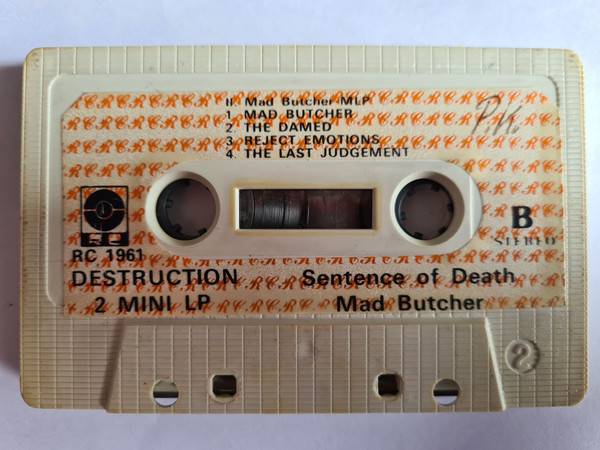 II. Mad Butcher-MLP
1. MAD BUTCHER
2. THE DAMED
3. REJECT EMOTIONS
4. THE LAST JUDGEMENT
B
STEREO
RC 1961
DESTRUCTION Sentence of Death
2 MINI LP Mad Butcher
2